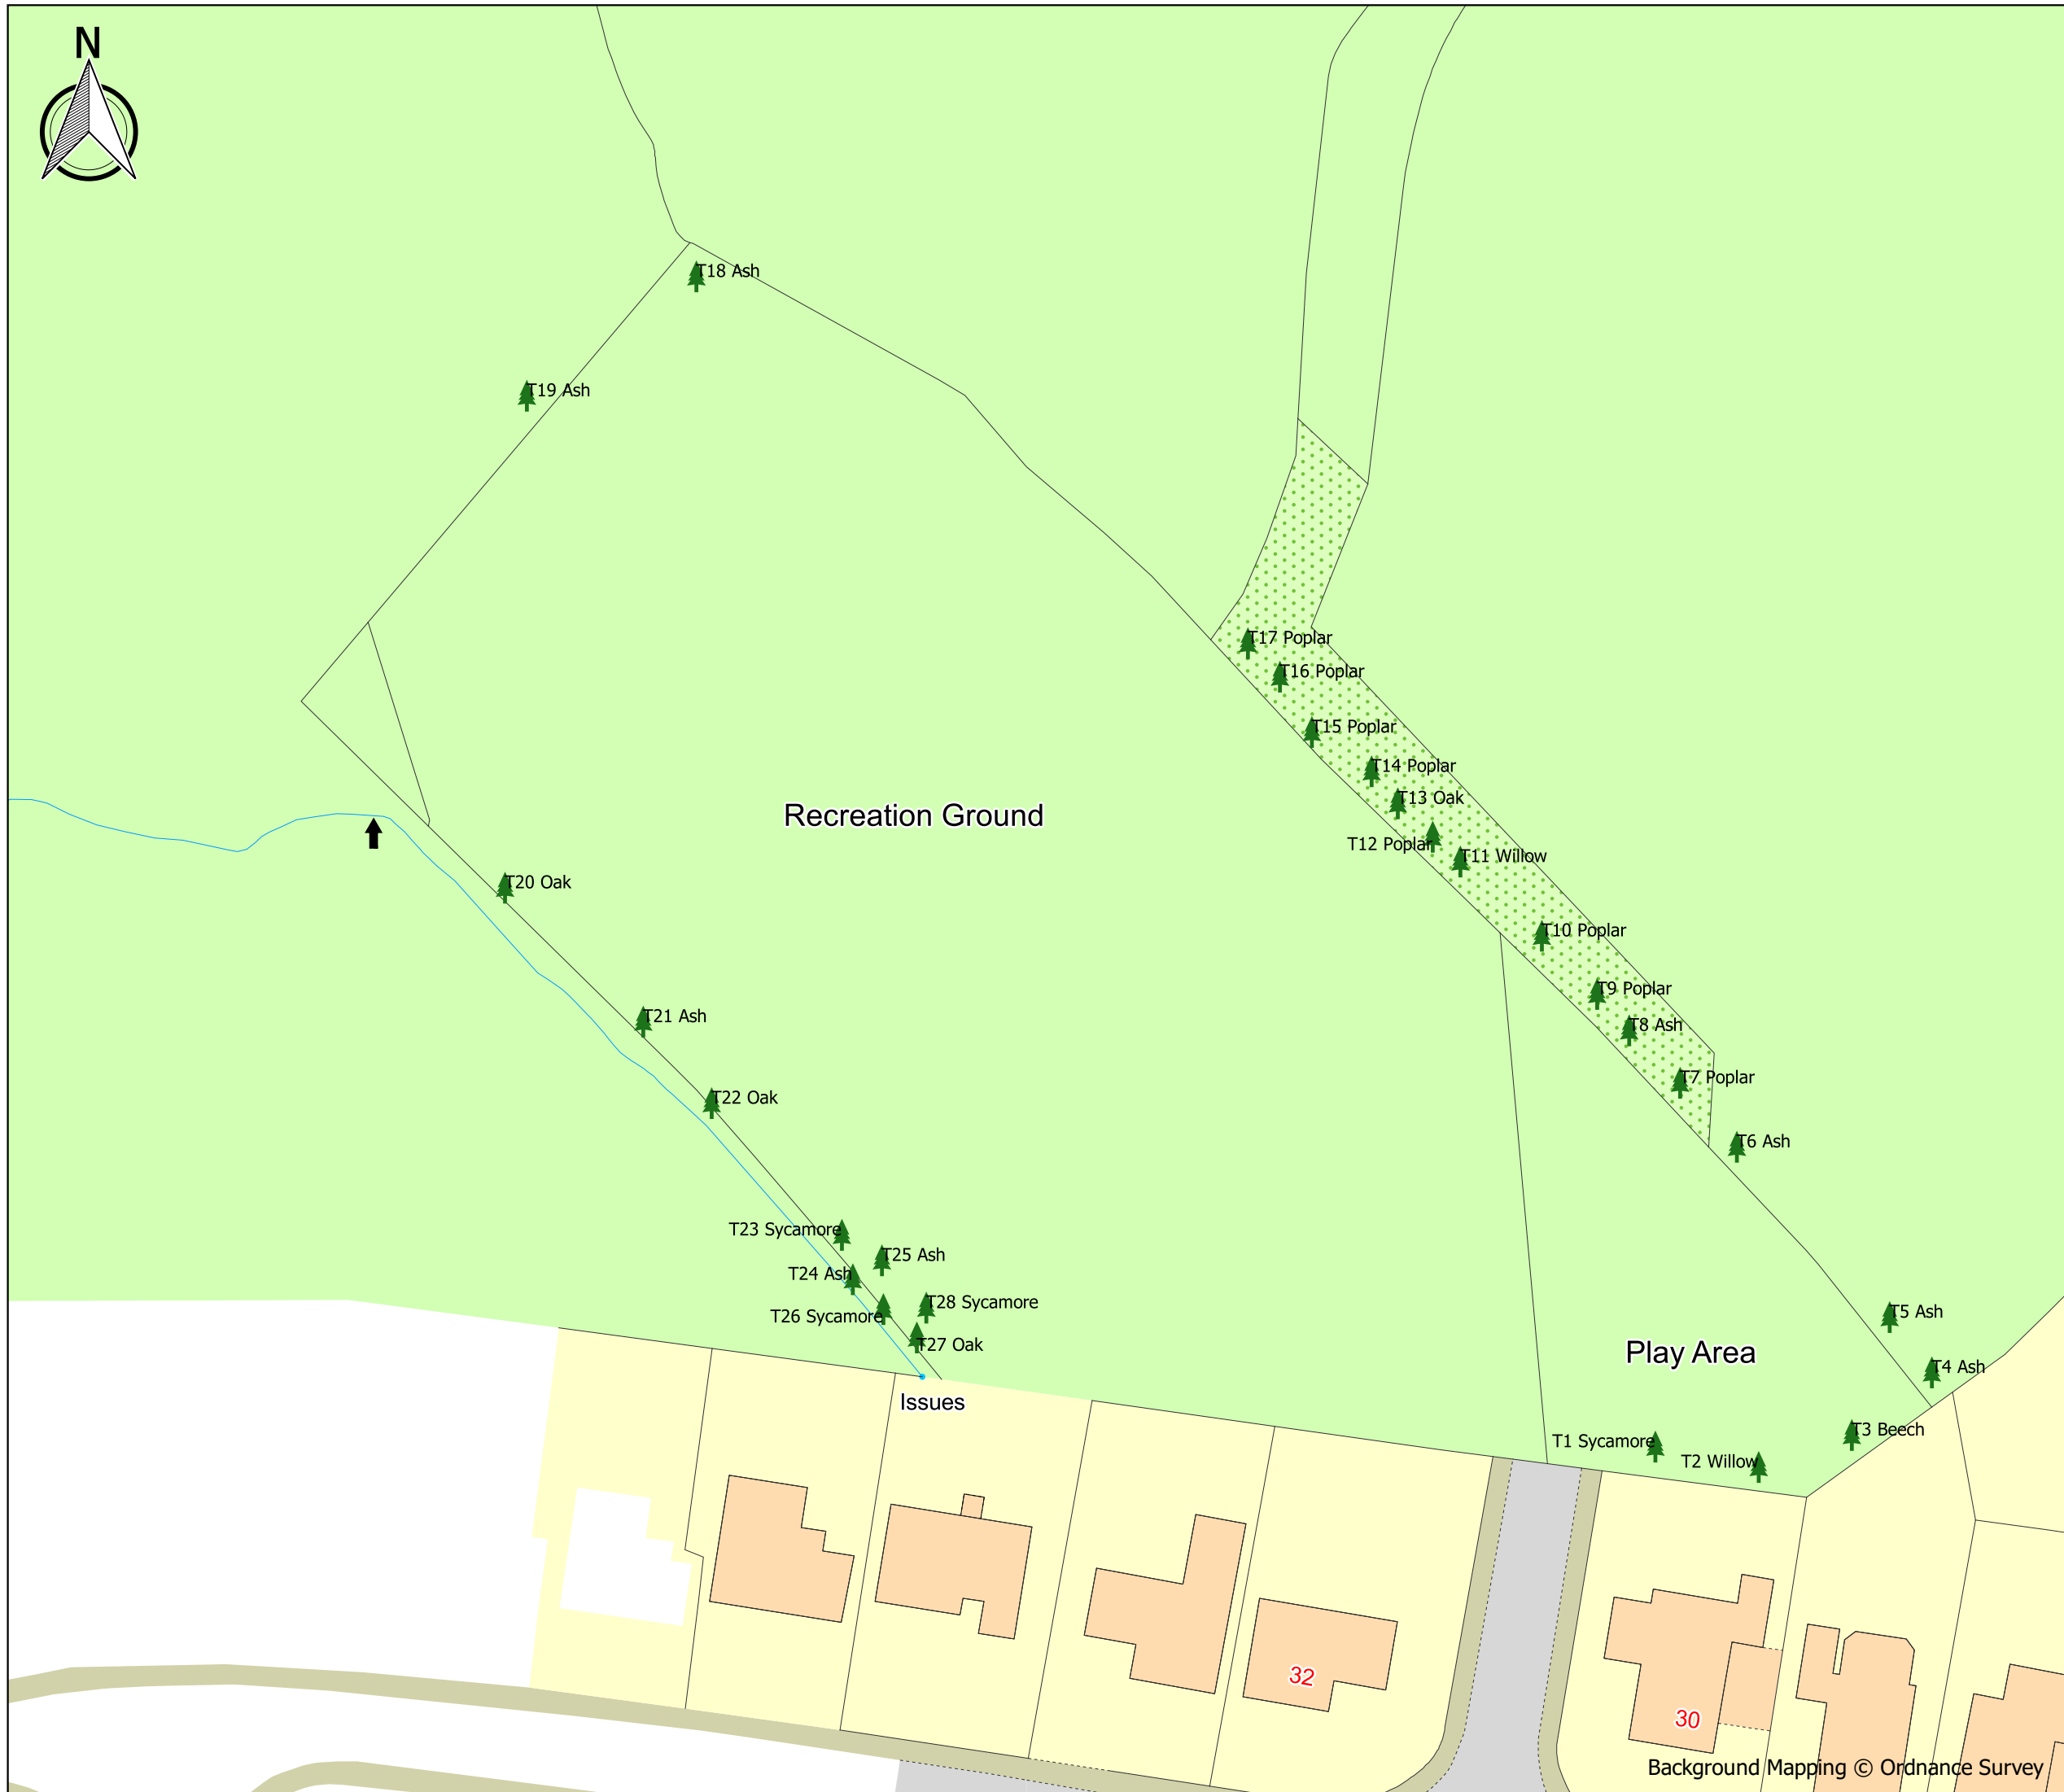 N
T18 Ash
T19 Ash
T17 Poplar
T16 Poplar
T15 Poplar
T14 Poplar
T13 Oak
Recreation Ground
T12 Poplar
T11 Willow
T20 Oak
T10 Poplar
T9 Poplar
T21 Ash
T8 Ash
T7 Poplar
T22 Oak
T6 Ash
T23 Sycamore
T25 Ash
T24 Ash
T28 Sycamore
T5 Ash
T26 Sycamore
T27 Oak
Play Area
T4 Ash
Issues
T3 Beech
T1 Sycamore
T2 Willow
32
30
Background Mapping © Ordnance Survey